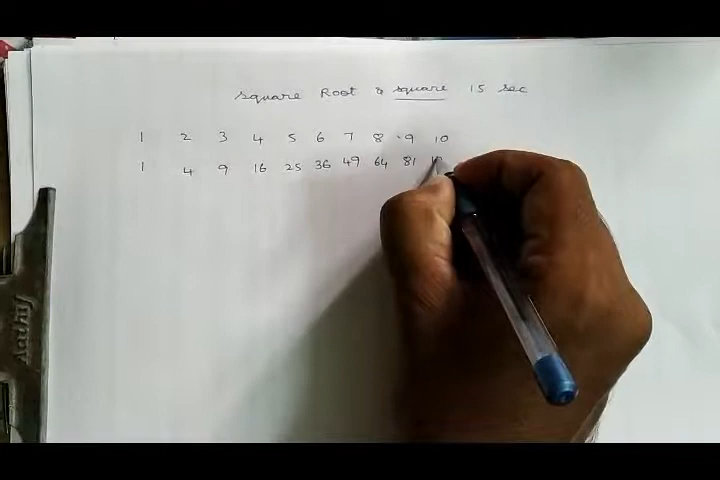 square Root & square 15 sec
1 2 3 4 5 6 7 8 9 10
1 4 9 16 25 36 49 64 81
Aathis